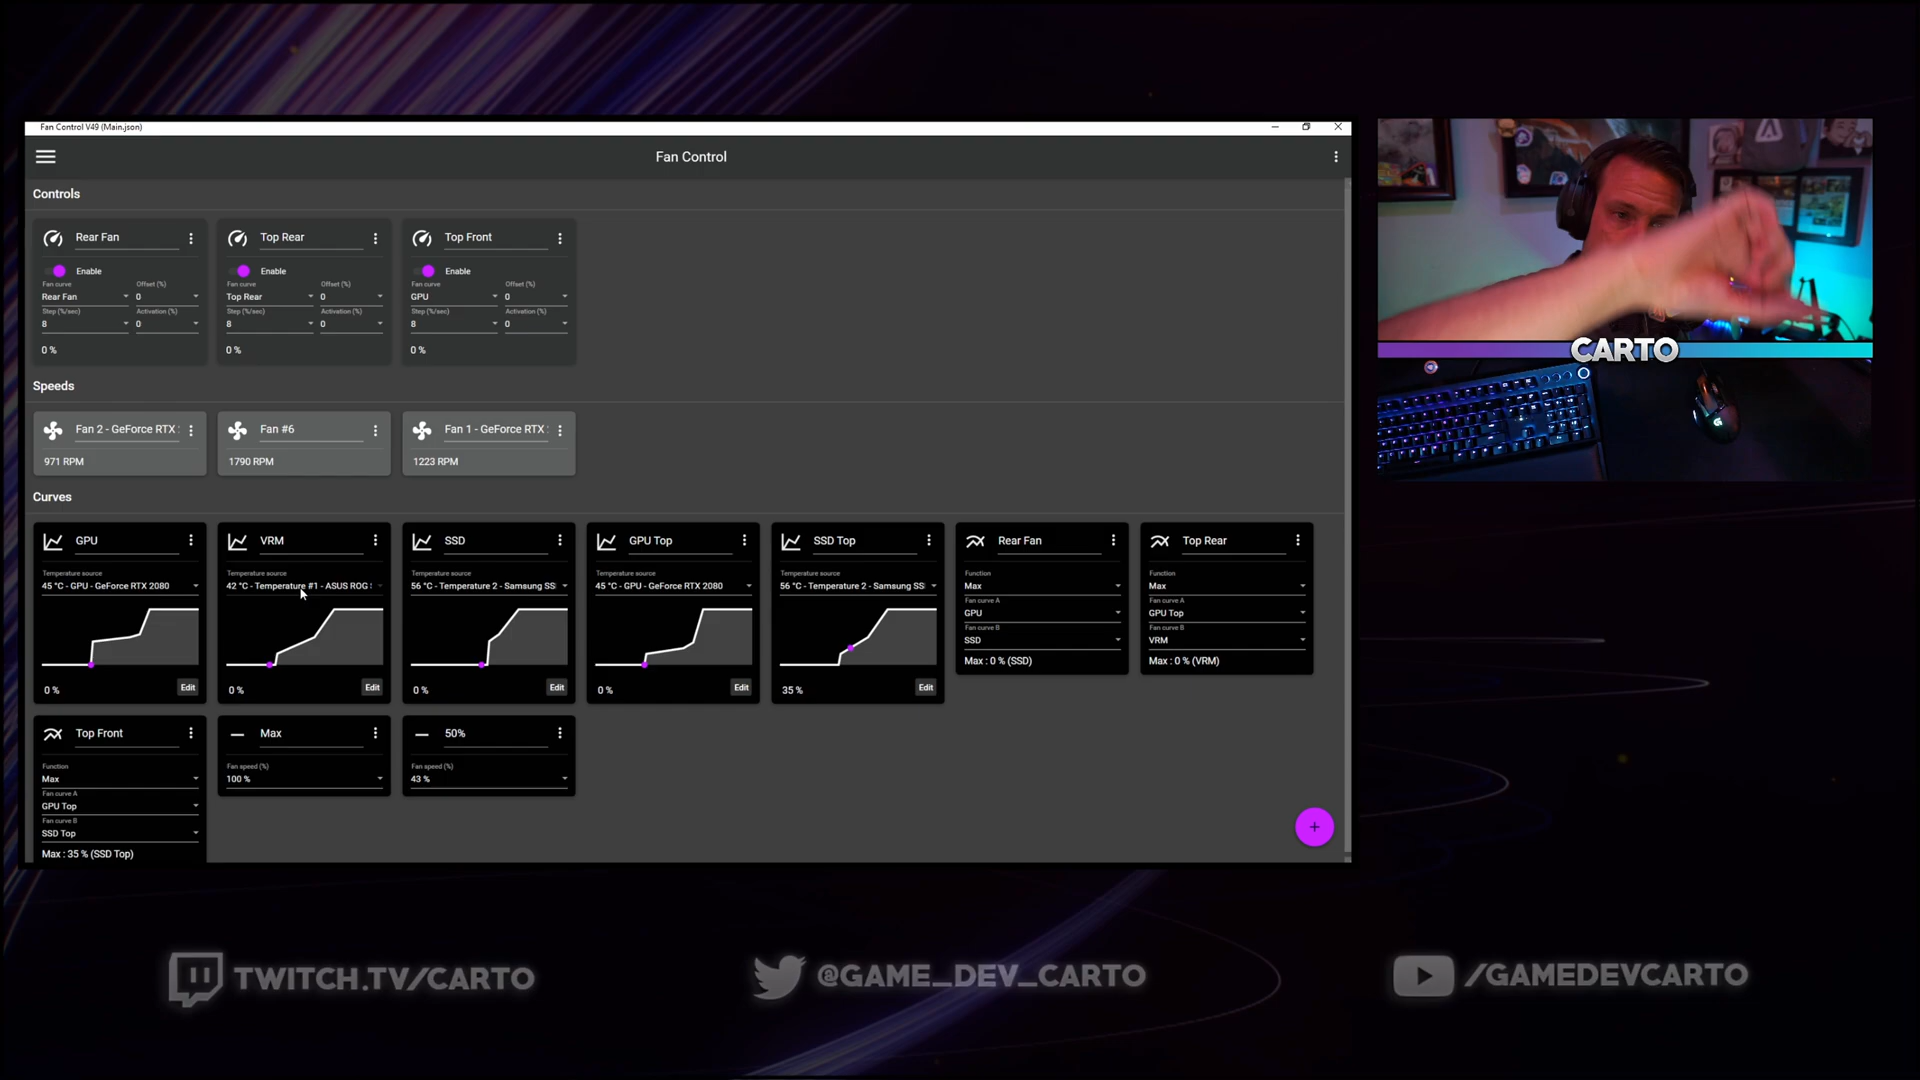 Fan Control V49 (Main.json)
Fan Control
Controls
Rear Fan
Enable
Fan curve
Offset (%)
Rear Fan
0
Step (%/sec)
Activation (%)
8
0
0 %
Top Rear
Enable
Fan curve
Offset (%)
Top Rear
0
Step (%/sec)
Activation (%)
8
0
0 %
Top Front
Enable
Fan curve
Offset (%)
GPU
0
Step (%/sec)
Activation (%)
8
0
0 %
Speeds
Fan 2 - GeForce RTX
971 RPM
Fan #6
1790 RPM
Fan 1 - GeForce RTX
1223 RPM
Curves
GPU
Temperature source
45 °C - GPU - GeForce RTX 2080
0 %
Edit
VRM
Temperature source
42 °C - Temperature #1 - ASUS ROG
0 %
Edit
SSD
Temperature source
56 °C - Temperature 2 - Samsung SS
0 %
Edit
GPU Top
Temperature source
45 °C - GPU - GeForce RTX 2080
0 %
Edit
SSD Top
Temperature source
56 °C - Temperature 2 - Samsung SS
35 %
Edit
Rear Fan
Function
Max
Fan curve A
GPU
Fan curve B
SSD
Max : 0 % (SSD)
Top Rear
Function
Max
Fan curve A
GPU Top
Fan curve B
VRM
Max : 0 % (VRM)
Top Front
Function
Max
Fan curve A
GPU Top
Fan curve B
SSD Top
Max : 35 % (SSD Top)
Max
Fan speed (%)
100 %
50%
Fan speed (%)
43 %
+
CARTO
TWITCH.TV/CARTO
@GAME_DEV_CARTO
/GAMEDEVCARTO